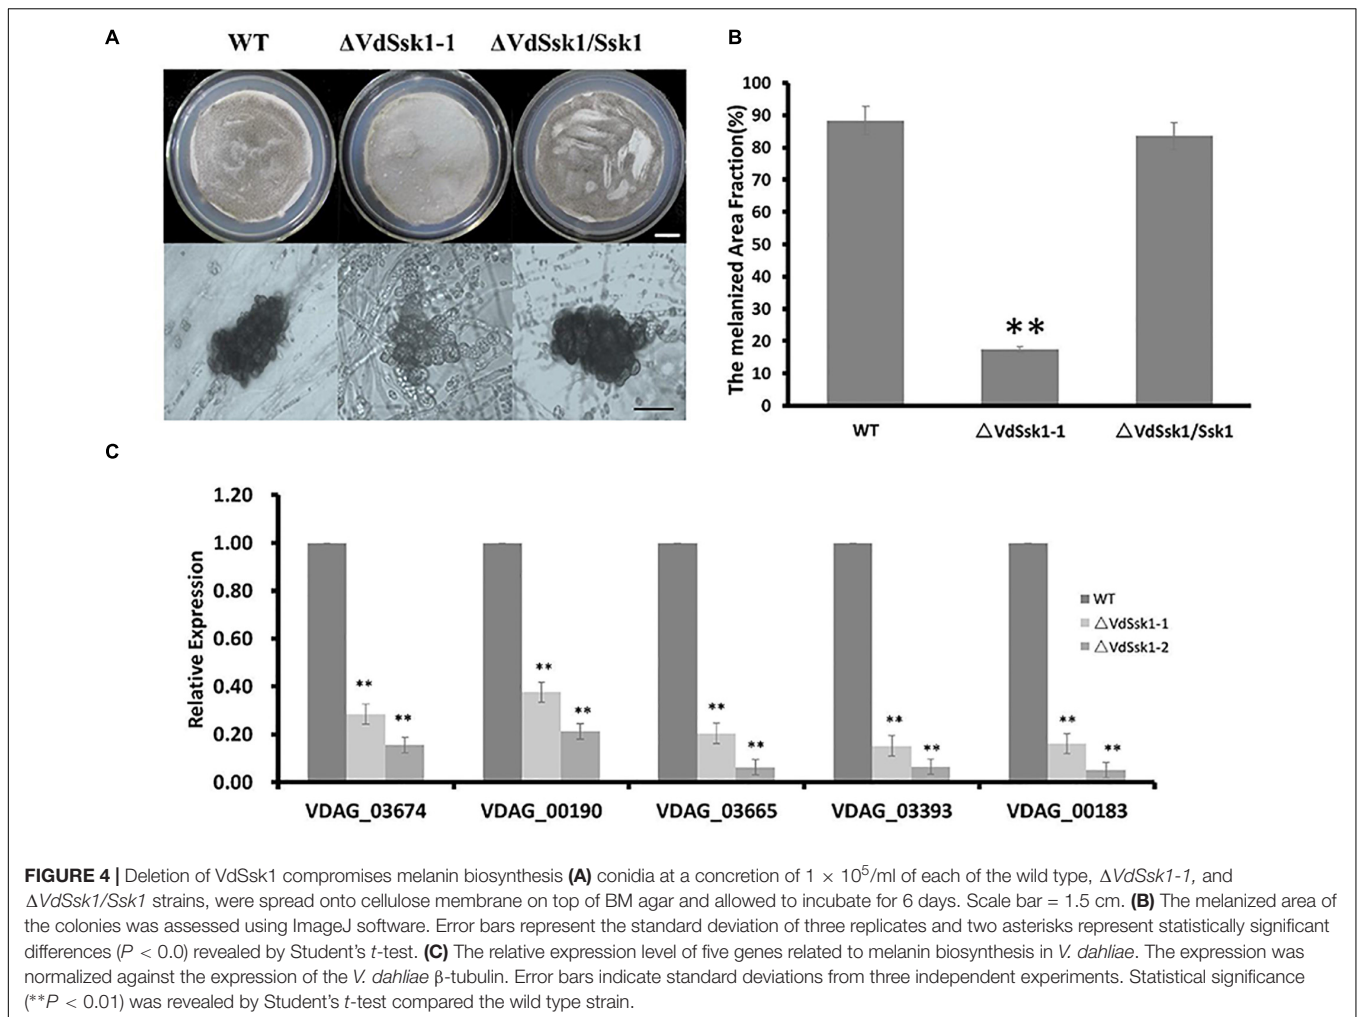 A
WT ΔVdSsk1-1 ΔVdSsk1/Ssk1
B
The melanized Area Fraction(%)
100
90
80
70
60
50
40
30
20
10
0
**
WT △VdSsk1-1 △VdSsk1/Ssk1
C
Relative Expression
1.20
1.00
0.80
0.60
0.40
0.20
0.00
** ** ** ** ** ** ** ** ** **
VDAG_03674 VDAG_00190 VDAG_03665 VDAG_03393 VDAG_00183
WT
△VdSsk1-1
△VdSsk1-2
FIGURE 4 | Deletion of VdSsk1 compromises melanin biosynthesis (A) conidia at a concretion of 1 × 10⁵/ml of each of the wild type, ΔVdSsk1-1, and
ΔVdSsk1/Ssk1 strains, were spread onto cellulose membrane on top of BM agar and allowed to incubate for 6 days. Scale bar = 1.5 cm. (B) The melanized area of
the colonies was assessed using ImageJ software. Error bars represent the standard deviation of three replicates and two asterisks represent statistically significant
differences (P < 0.0) revealed by Student's t-test. (C) The relative expression level of five genes related to melanin biosynthesis in V. dahliae. The expression was
normalized against the expression of the V. dahliae β-tubulin. Error bars indicate standard deviations from three independent experiments. Statistical significance
(**P < 0.01) was revealed by Student's t-test compared the wild type strain.